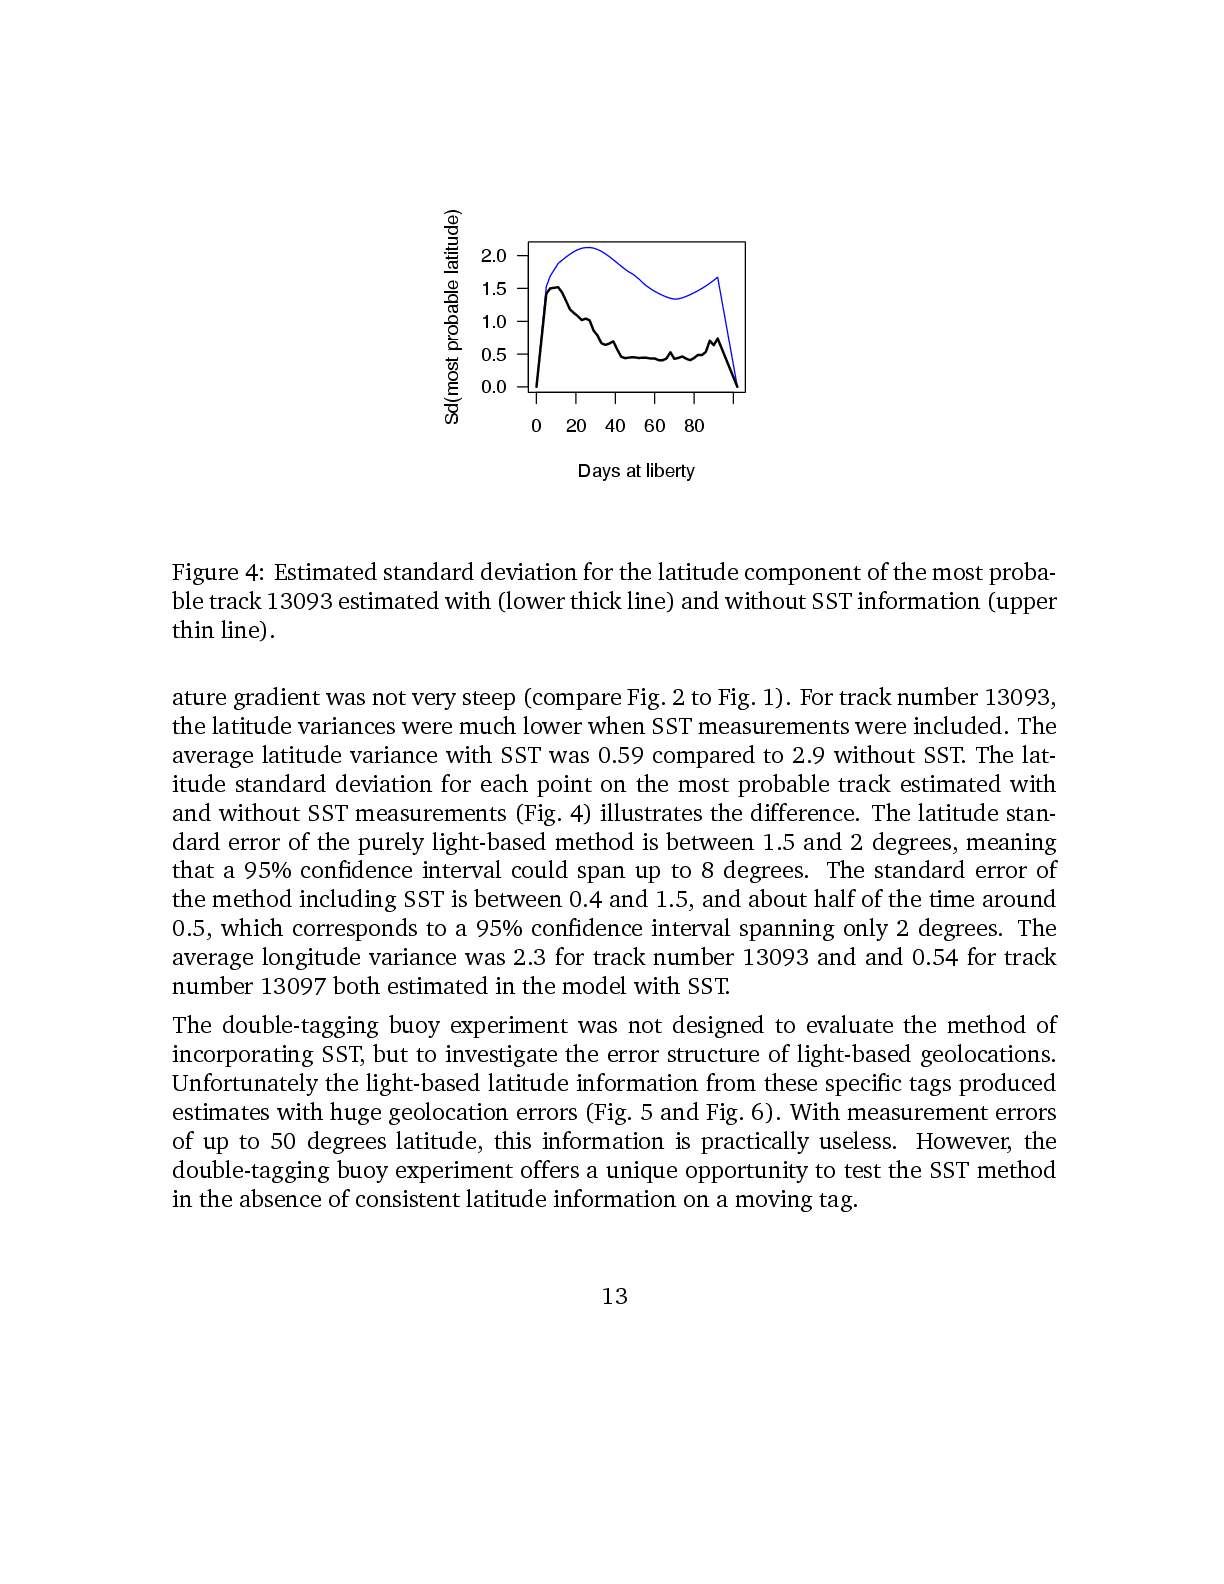 Sd(most probable latitude)
2.0
1.5
1.0
0.5
0.0
0 20 40 60 80
Days at liberty
Figure 4: Estimated standard deviation for the latitude component of the most proba-
ble track 13093 estimated with (lower thick line) and without SST information (upper
thin line).
ature gradient was not very steep (compare Fig. 2 to Fig. 1). For track number 13093,
the latitude variances were much lower when SST measurements were included. The
average latitude variance with SST was 0.59 compared to 2.9 without SST. The lat-
itude standard deviation for each point on the most probable track estimated with
and without SST measurements (Fig. 4) illustrates the difference. The latitude stan-
dard error of the purely light-based method is between 1.5 and 2 degrees, meaning
that a 95% confidence interval could span up to 8 degrees. The standard error of
the method including SST is between 0.4 and 1.5, and about half of the time around
0.5, which corresponds to a 95% confidence interval spanning only 2 degrees. The
average longitude variance was 2.3 for track number 13093 and and 0.54 for track
number 13097 both estimated in the model with SST.
The double-tagging buoy experiment was not designed to evaluate the method of
incorporating SST, but to investigate the error structure of light-based geolocations.
Unfortunately the light-based latitude information from these specific tags produced
estimates with huge geolocation errors (Fig. 5 and Fig. 6). With measurement errors
of up to 50 degrees latitude, this information is practically useless. However, the
double-tagging buoy experiment offers a unique opportunity to test the SST method
in the absence of consistent latitude information on a moving tag.
13